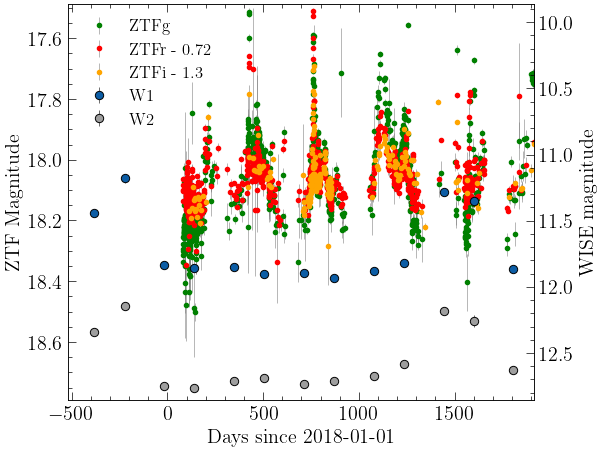 ZTFg
ZTFr - 0.72
ZTFi - 1.3
W1
W2
17.6
17.8
18.0
18.2
18.4
18.6
ZTF Magnitude
10.0
10.5
11.0
11.5
12.0
12.5
WISE magnitude
−500
0
500
1000
1500
Days since 2018-01-01